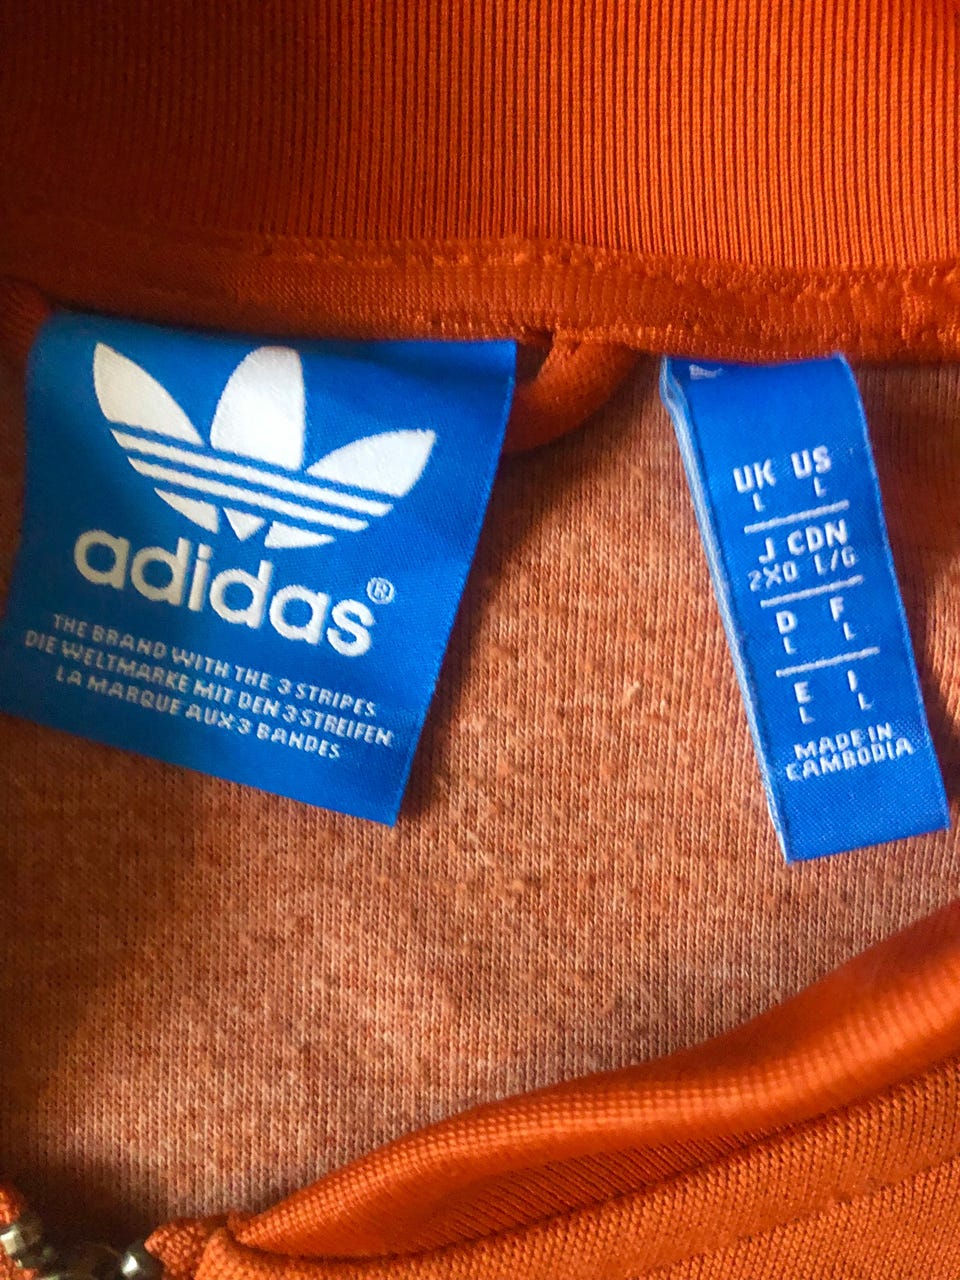 adidas®
THE BRAND WITH THE 3 STRIPES.
DIE WELTMARKE MIT DEN 3 STREIFEN.
LA MARQUE AUX 3 BANDES
UK US
L L
J CDN
2XO L/G
D F
L L
E I
L L
MADE IN
CAMBODIA